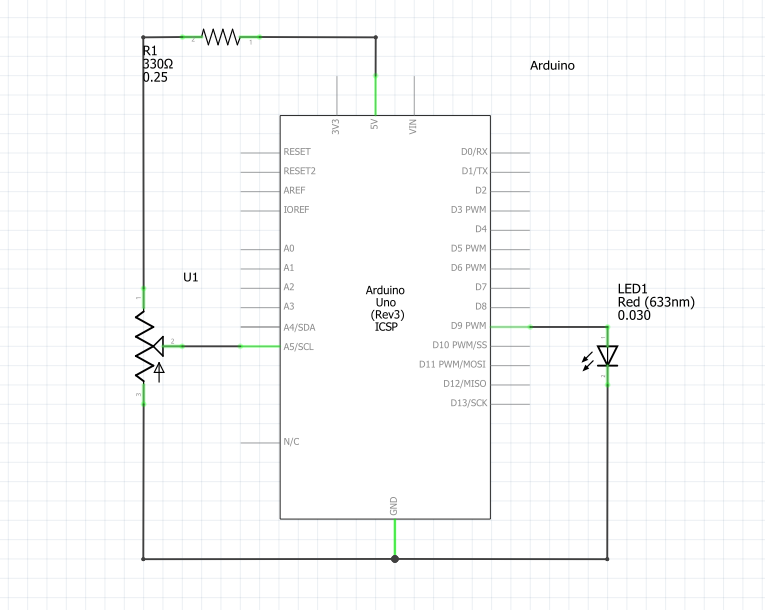 R1
330Ω
0.25
2
1
Arduino
3V3
5V
VIN
RESET
RESET2
AREF
IOREF
A0
A1
A2
A3
A4/SDA
A5/SCL
N/C
D0/RX
D1/TX
D2
D3 PWM
D4
D5 PWM
D6 PWM
D7
D8
D9 PWM
D10 PWM/SS
D11 PWM/MOSI
D12/MISO
D13/SCK
Arduino
Uno
(Rev3)
ICSP
GND
U1
1
2
3
LED1
Red (633nm)
0.030
1
2